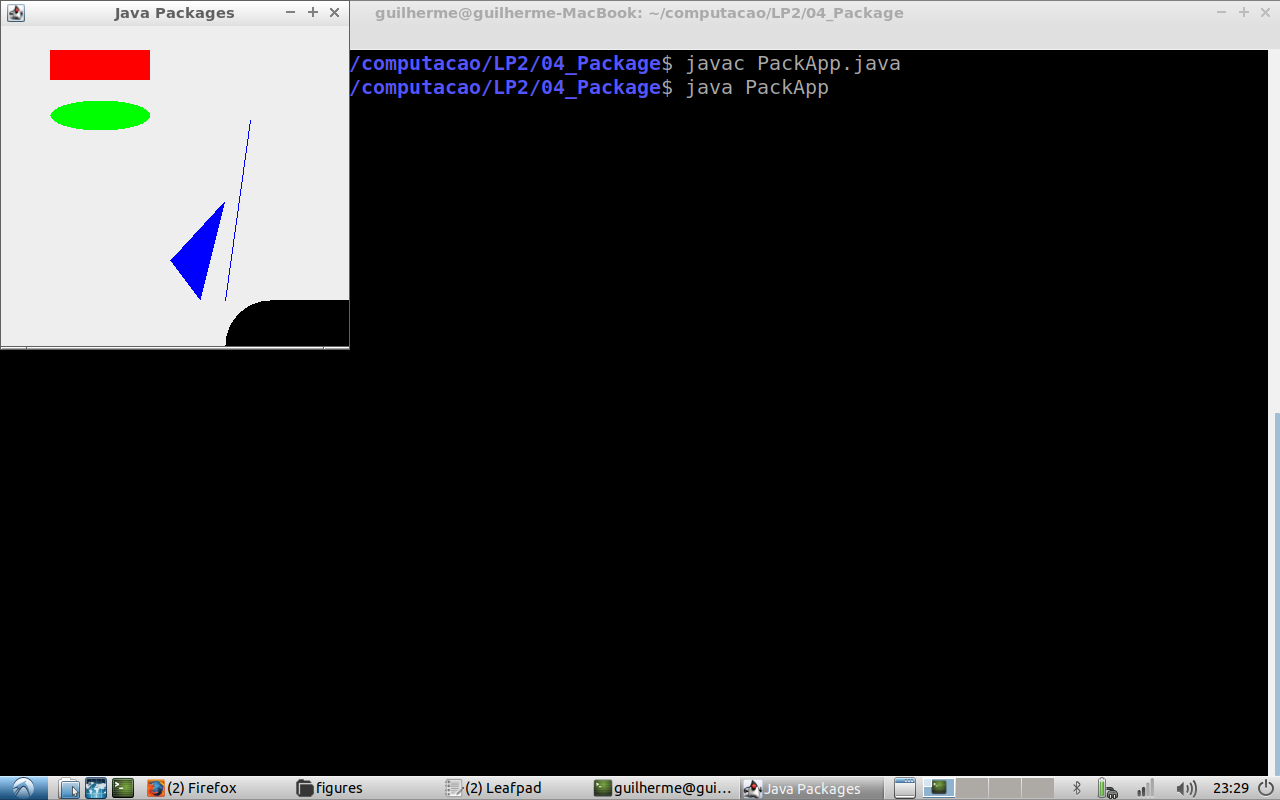 Java Packages
guilherme@guilherme-MacBook: ~/computacao/LP2/04_Package
/computacao/LP2/04_Package$ javac PackApp.java
/computacao/LP2/04_Package$ java PackApp
(2) Firefox
figures
(2) Leafpad
guilherme@gui...
Java Packages
23:29